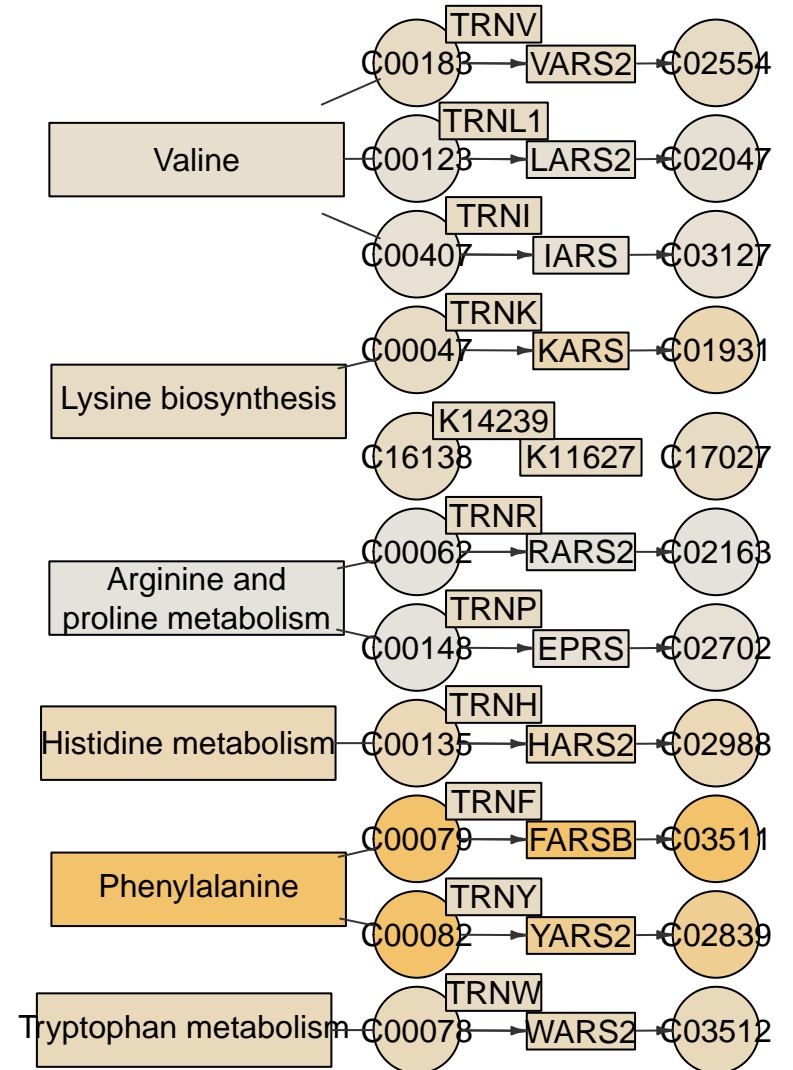 TRNV
C00183
VARS2
C02554
TRNL1
Valine
C00123
LARS2
C02047
TRNI
C00407
IARS
C03127
TRNK
C00047
KARS
C01931
Lysine biosynthesis
K14239
C16138
K11627
C17027
TRNR
C00062
RARS2
C02163
Arginine and
proline metabolism
TRNP
C00148
EPRS
C02702
TRNH
Histidine metabolism
C00135
HARS2
C02988
TRNF
C00079
FARSB
C03511
Phenylalanine
TRNY
C00082
YARS2
C02839
TRNW
Tryptophan metabolism
C00078
WARS2
C03512